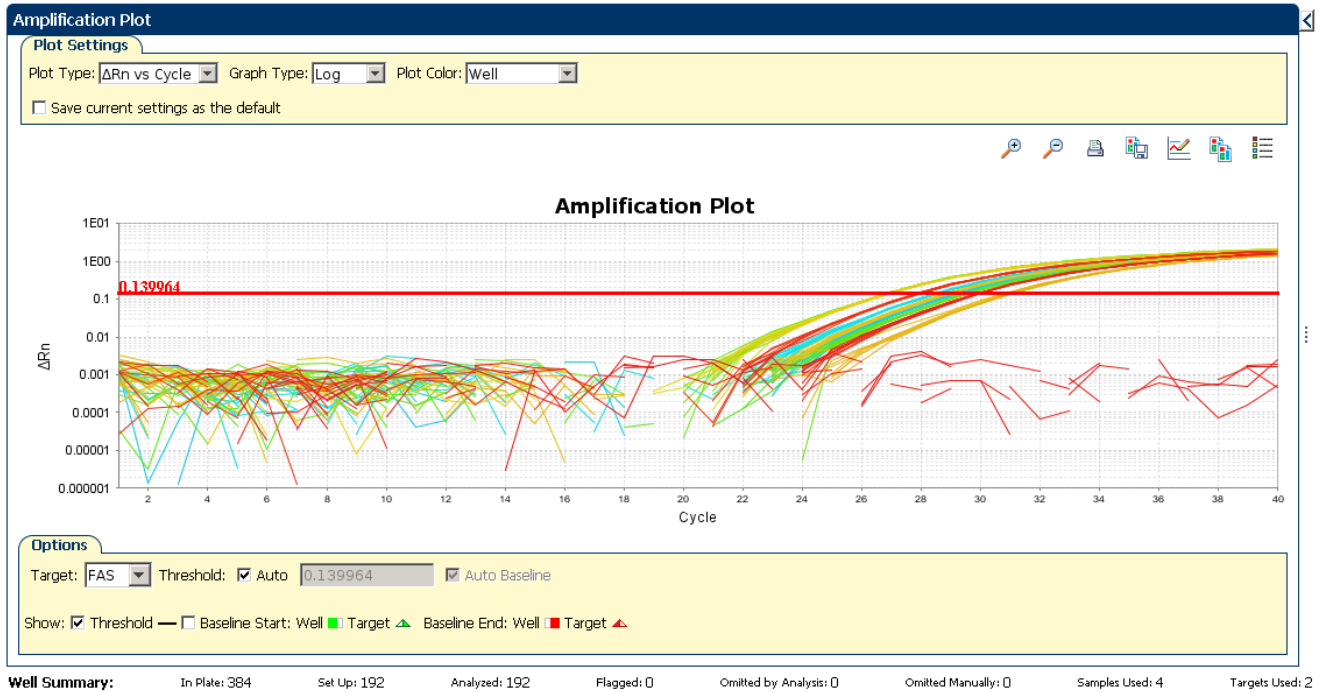 Amplification Plot
Plot Settings
Plot Type: ΔRn vs Cycle Graph Type: Log Plot Color: Well
Save current settings as the default
Amplification Plot
1E01
1E00
0.139964
0.1
0.01
0.001
0.0001
0.00001
0.000001
ΔRn
2 4 6 8 10 12 14 16 18 20 22 24 26 28 30 32 34 36 38 40
Cycle
Options
Target: FAS Threshold: Auto 0.139964 Auto Baseline
Show: Threshold Baseline Start: Well Target Baseline End: Well Target
Well Summary: In Plate: 384 Set Up: 192 Analyzed: 192 Flagged: 0 Omitted by Analysis: 0 Omitted Manually: 0 Samples Used: 4 Targets Used: 2